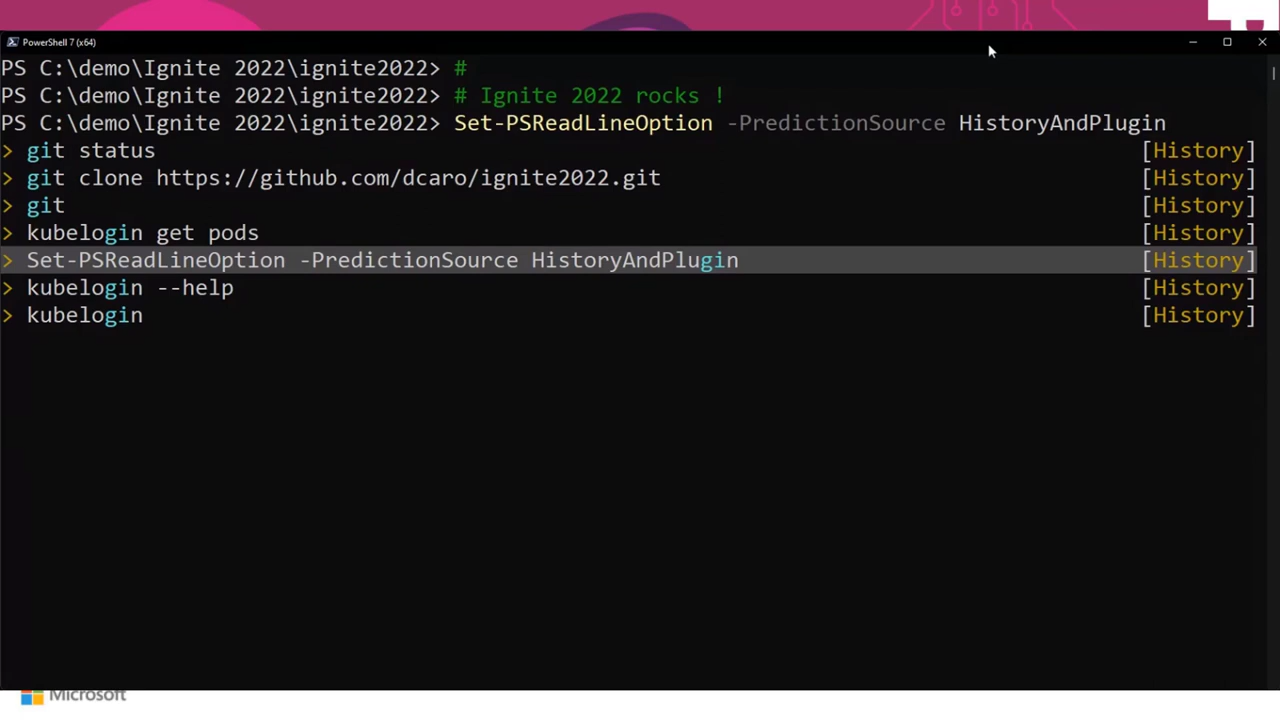 PowerShell 7 (x64)
PS C:\demo\Ignite 2022\ignite2022> #
PS C:\demo\Ignite 2022\ignite2022> # Ignite 2022 rocks !
PS C:\demo\Ignite 2022\ignite2022> Set-PSReadLineOption -PredictionSource HistoryAndPlugin
> git status [History]
> git clone https://github.com/dcaro/ignite2022.git [History]
> git [History]
> kubelogin get pods [History]
> Set-PSReadLineOption -PredictionSource HistoryAndPlugin [History]
> kubelogin --help [History]
> kubelogin [History]
Microsoft